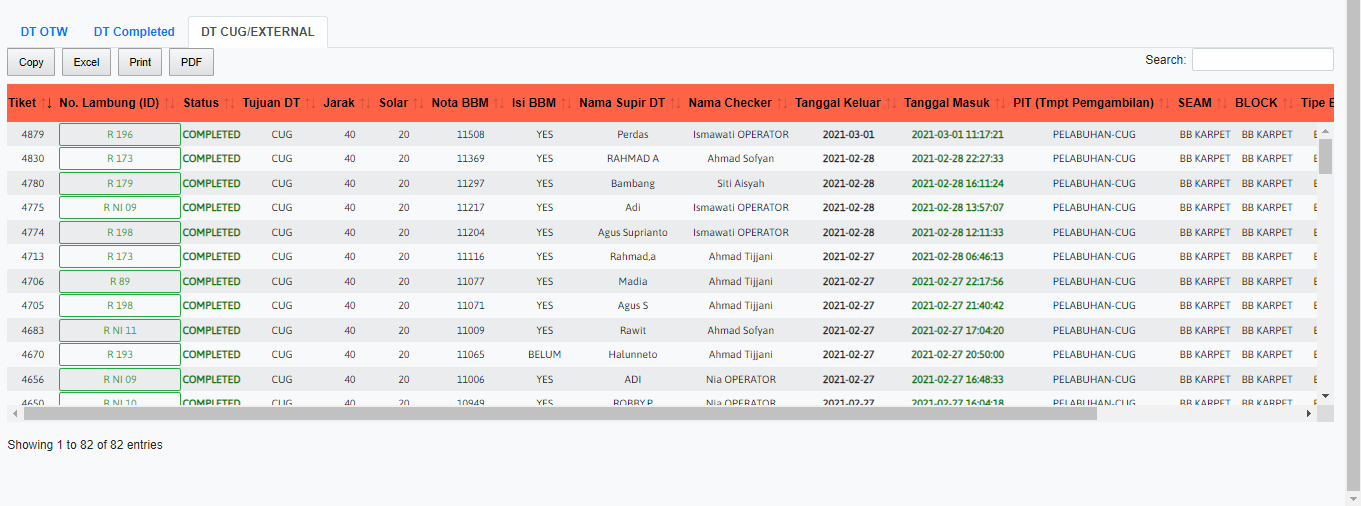 DT OTW DT Completed DT CUG/EXTERNAL
Copy Excel Print PDF Search:
Tiket No. Lambung (ID) Status Tujuan DT Jarak Solar Nota BBM Isi BBM Nama Supir DT Nama Checker Tanggal Keluar Tanggal Masuk PIT (Tmpt Pemgambilan) SEAM BLOCK Tipe
4879 R 196 COMPLETED CUG 40 20 11508 YES Perdas Ismawati OPERATOR 2021-03-01 2021-03-01 11:17:21 PELABUHAN-CUG BB KARPET BB KARPET
4830 R 173 COMPLETED CUG 40 20 11369 YES RAHMAD A Ahmad Sofyan 2021-02-28 2021-02-28 22:27:33 PELABUHAN-CUG BB KARPET BB KARPET
4780 R 179 COMPLETED CUG 40 20 11297 YES Bambang Siti Aisyah 2021-02-28 2021-02-28 16:11:24 PELABUHAN-CUG BB KARPET BB KARPET
4775 R NI 09 COMPLETED CUG 40 20 11217 YES Adi Ismawati OPERATOR 2021-02-28 2021-02-28 13:57:07 PELABUHAN-CUG BB KARPET BB KARPET
4774 R 198 COMPLETED CUG 40 20 11204 YES Agus Suprianto Ismawati OPERATOR 2021-02-28 2021-02-28 12:11:33 PELABUHAN-CUG BB KARPET BB KARPET
4713 R 173 COMPLETED CUG 40 20 11116 YES Rahmad,a Ahmad Tijjani 2021-02-27 2021-02-28 06:46:13 PELABUHAN-CUG BB KARPET BB KARPET
4706 R 89 COMPLETED CUG 40 20 11077 YES Madia Ahmad Tijjani 2021-02-27 2021-02-27 22:17:56 PELABUHAN-CUG BB KARPET BB KARPET
4705 R 198 COMPLETED CUG 40 20 11071 YES Agus S Ahmad Tijjani 2021-02-27 2021-02-27 21:40:42 PELABUHAN-CUG BB KARPET BB KARPET
4683 R NI 11 COMPLETED CUG 40 20 11009 YES Rawit Ahmad Sofyan 2021-02-27 2021-02-27 17:04:20 PELABUHAN-CUG BB KARPET BB KARPET
4670 R 193 COMPLETED CUG 40 20 11065 BELUM Halunneto Ahmad Tijjani 2021-02-27 2021-02-27 20:50:00 PELABUHAN-CUG BB KARPET BB KARPET
4656 R NI 09 COMPLETED CUG 40 20 11006 YES ADI Nia OPERATOR 2021-02-27 2021-02-27 16:48:33 PELABUHAN-CUG BB KARPET BB KARPET
4650 R NI 10 COMPLETED CUG 40 20 10949 YES ROBBY.P Nia OPERATOR 2021-02-27 2021-02-27 16:04:18 PELABUHAN-CUG BB KARPET BB KARPET
Showing 1 to 82 of 82 entries